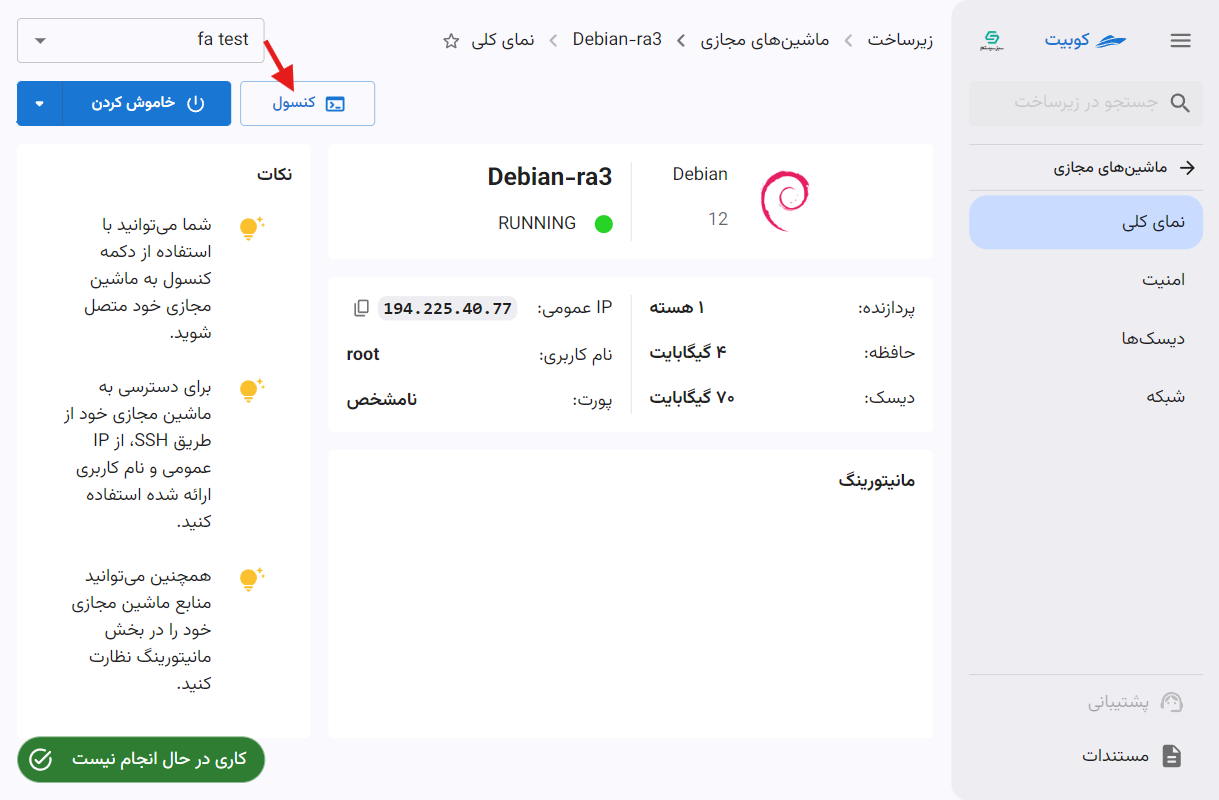 کوبیت
جستجو در زیرساخت
ماشین‌های مجازی
نمای کلی
امنیت
دیسک‌ها
شبکه
پشتیبانی
مستندات
زیرساخت
ماشین‌های مجازی
Debian-ra3
نمای کلی
fa test
کنسول
خاموش کردن
Debian
12
Debian-ra3
RUNNING
پردازنده: ۱ هسته
حافظه: ۴ گیگابایت
دیسک: ۷۰ گیگابایت
IP عمومی: 194.225.40.77
نام کاربری: root
پورت: نامشخص
مانیتورینگ
نکات
شما می‌توانید با
استفاده از دکمه
کنسول به ماشین
مجازی خود متصل
شوید.
برای دسترسی به
ماشین مجازی خود از
طریق SSH، از IP
عمومی و نام کاربری
ارائه شده استفاده
کنید.
همچنین می‌توانید
منابع ماشین مجازی
خود را در بخش
مانیتورینگ نظارت
کنید.
کاری در حال انجام نیست